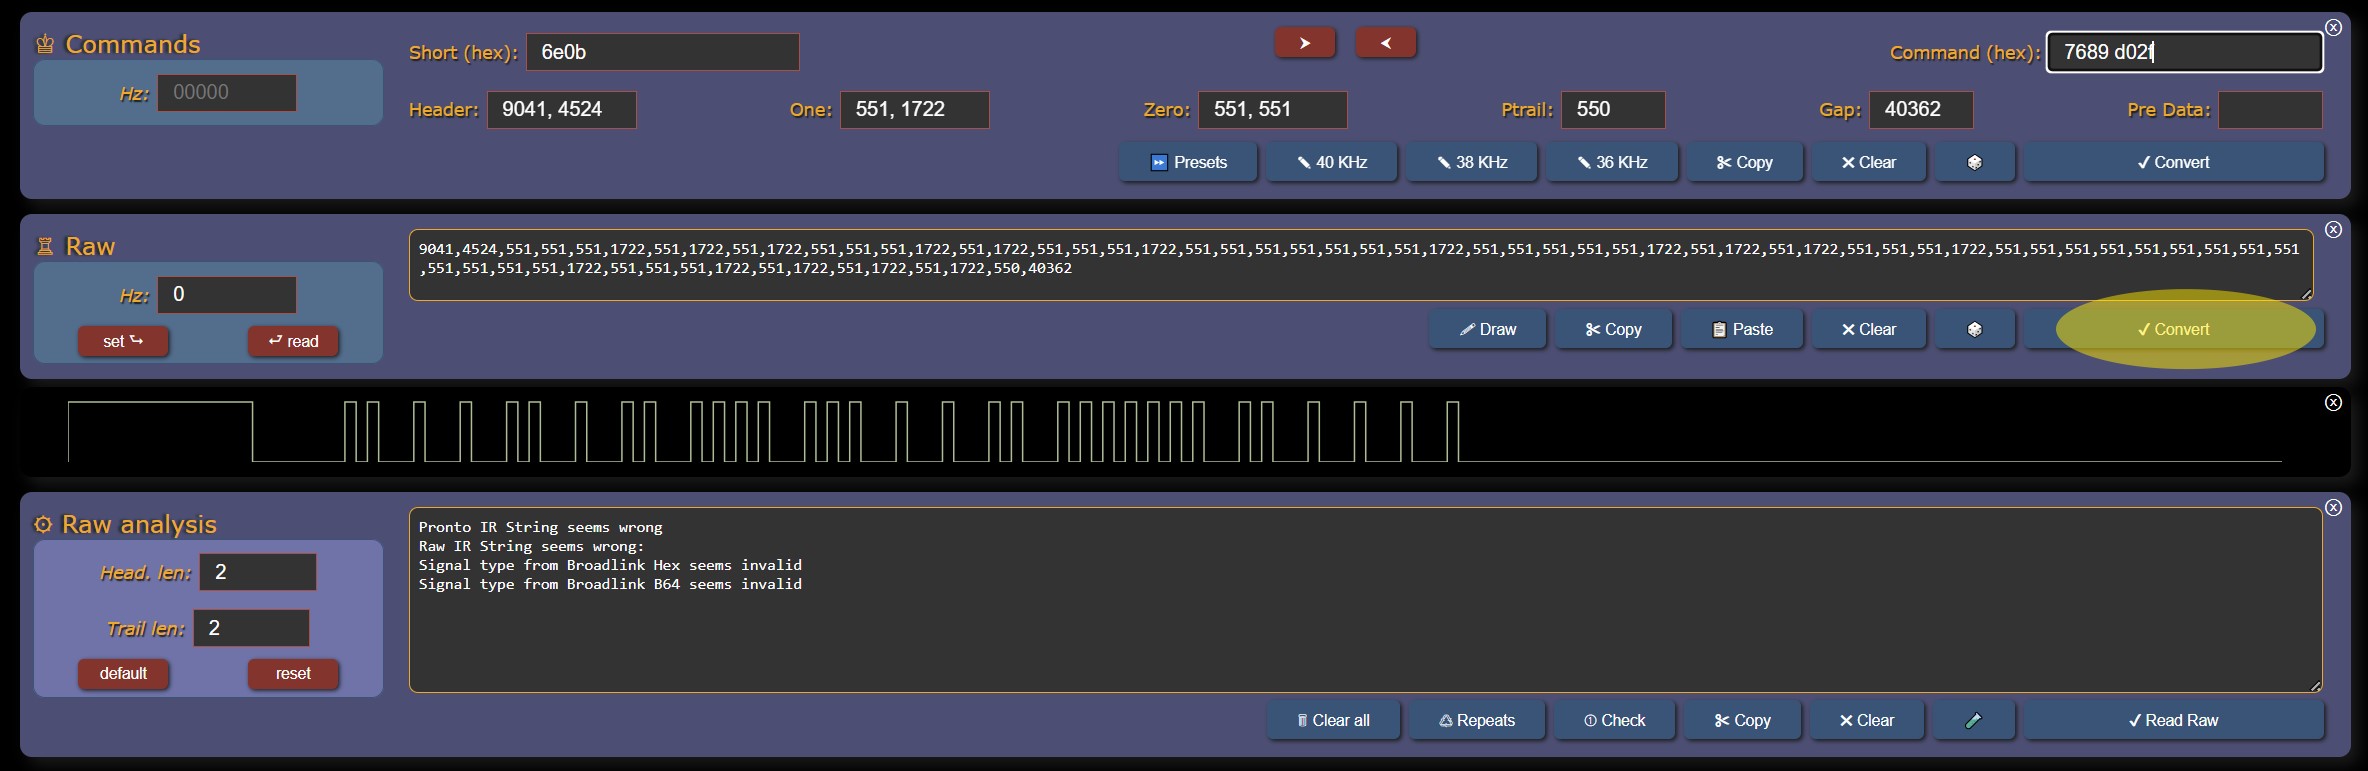 ♔ Commands
Short (hex): 6e0b
Command (hex): 7689 d02f
Hz: 00000
Header: 9041, 4524 One: 551, 1722 Zero: 551, 551 Ptrail: 550 Gap: 40362 Pre Data:
Presets 40 KHz 38 KHz 36 KHz Copy Clear Convert
♖ Raw
9041,4524,551,551,551,1722,551,1722,551,1722,551,551,551,1722,551,1722,551,551,551,1722,551,551,551,551,551,551,551,1722,551,551,551,551,551,1722,551,1722,551,1722,551,551,551,1722,551,551,551,551,551,551,551,551,551
,551,551,551,551,1722,551,551,551,1722,551,1722,551,1722,551,1722,550,40362
Hz: 0
set read
Draw Copy Paste Clear Convert
Raw analysis
Pronto IR String seems wrong
Raw IR String seems wrong:
Signal type from Broadlink Hex seems invalid
Signal type from Broadlink B64 seems invalid
Head. len: 2
Trail len: 2
default reset
Clear all Repeats Check Copy Clear Read Raw